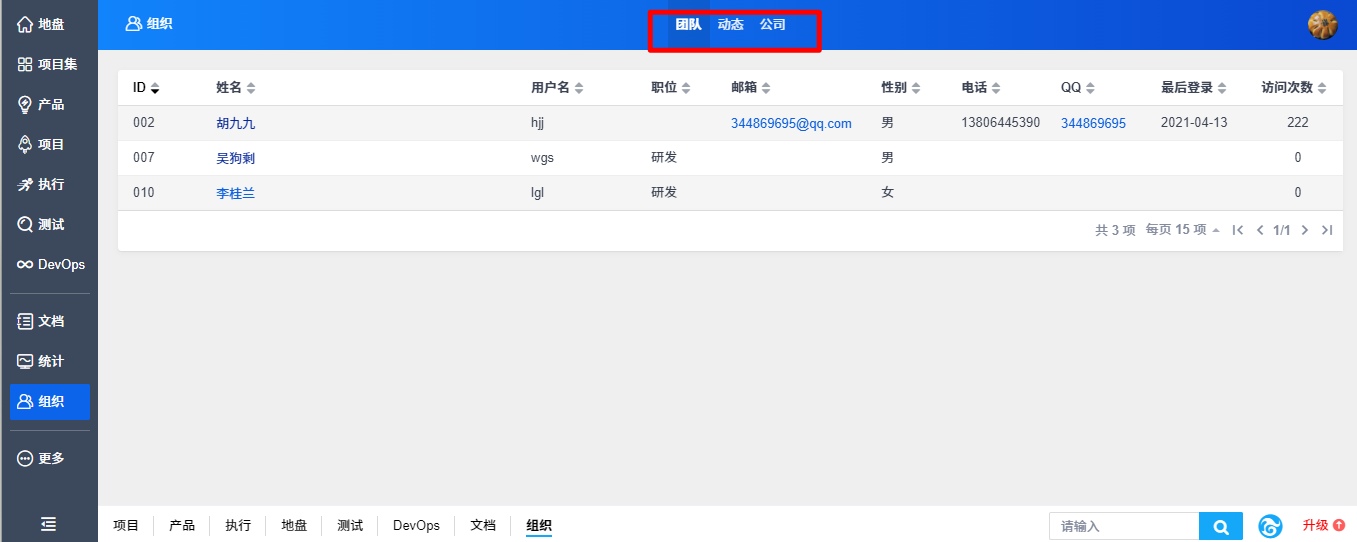 地盘
项目集
产品
项目
执行
测试
DevOps
文档
统计
组织
更多
组织
团队 动态 公司
ID 姓名 用户名 职位 邮箱 性别 电话 QQ 最后登录 访问次数
002 胡九九 hjj 344869695@qq.com 男 13806445390 344869695 2021-04-13 222
007 吴狗剩 wgs 研发 男 0
010 李桂兰 lgl 研发 女 0
共 3 项 每页 15 项 1/1
项目 产品 执行 地盘 测试 DevOps 文档 组织
请输入 升级